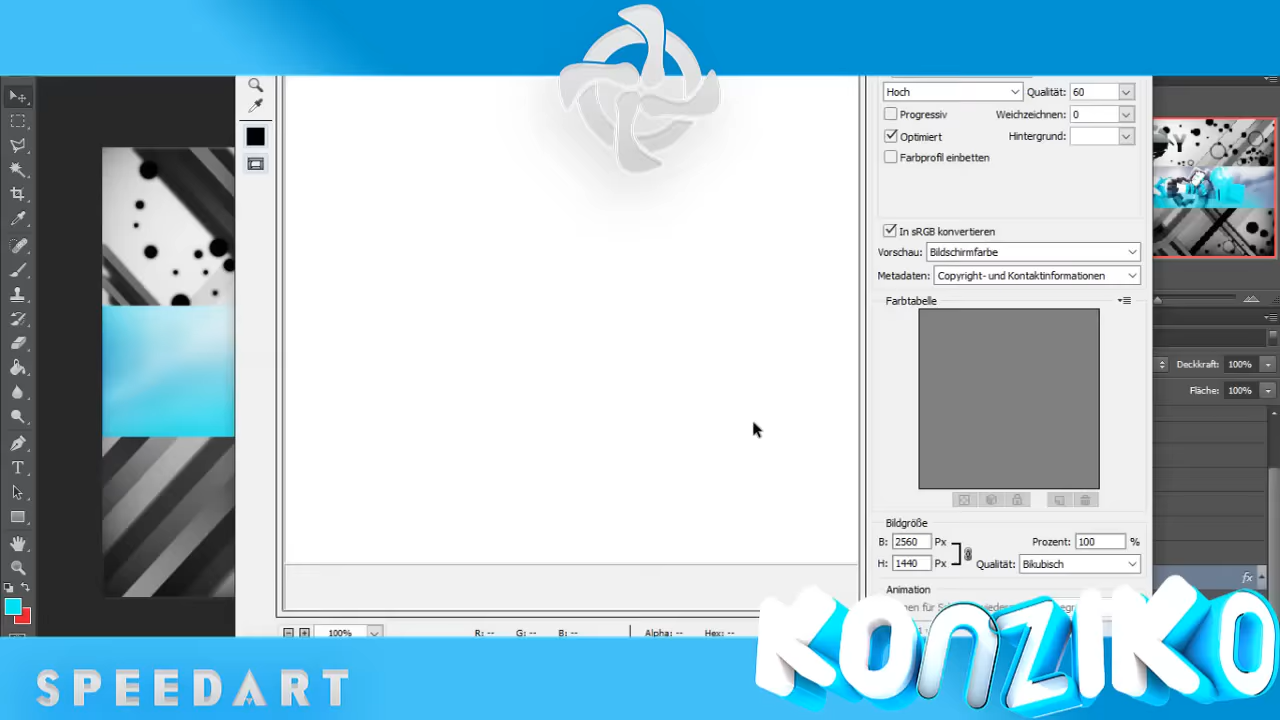 Hoch Qualität: 60
Progressiv Weichzeichnen: 0
Optimiert Hintergrund:
Farbprofil einbetten
In sRGB konvertieren
Vorschau: Bildschirmfarbe
Metadaten: Copyright- und Kontaktinformationen
Farbtabelle
Deckkraft: 100%
Fläche: 100%
Bildgröße
B: 2560 Px Prozent: 100 %
H: 1440 Px Qualität: Bikubisch
fx
Animation
100% R: -- G: -- B: -- Alpha: -- Hex: --
SPEEDART
KONZIKO